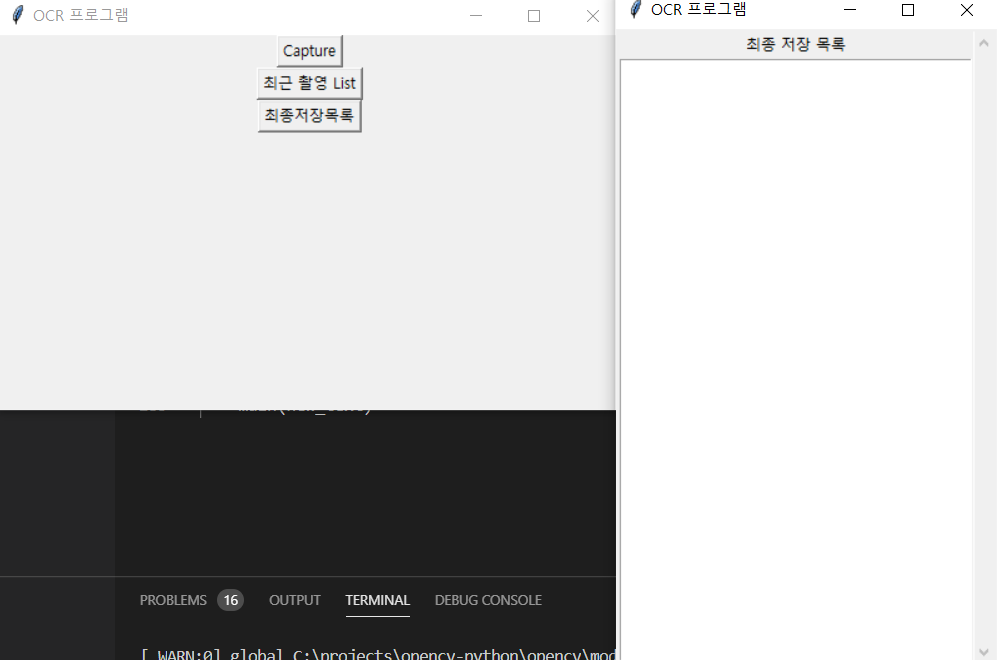 OCR 프로그램
Capture
최근 촬영 List
최종저장목록
OCR 프로그램
최종 저장 목록
PROBLEMS 16 OUTPUT TERMINAL DEBUG CONSOLE
[ WARN:0] global C:\projects\opencv-python\opencv\mod